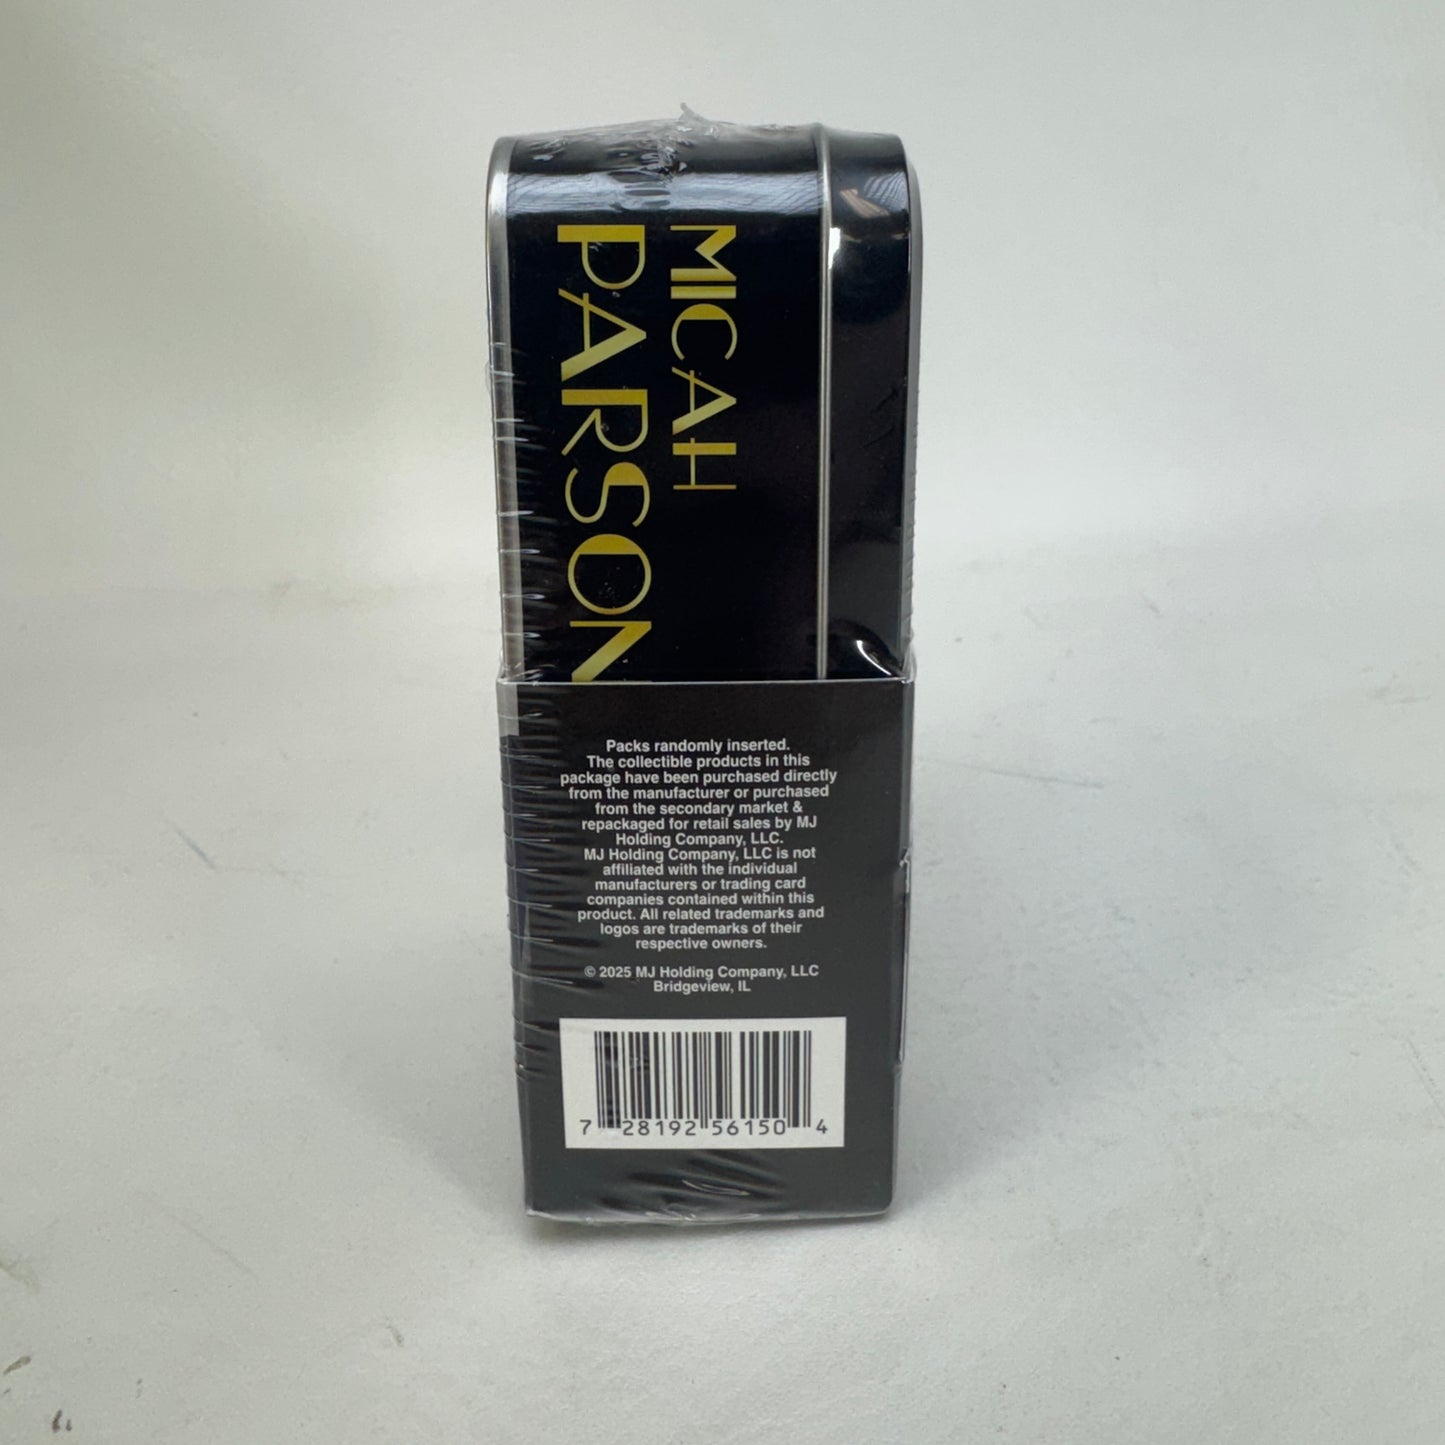 MICAH
PARSON
Packs randomly inserted.
The collectible products in this
package have been purchased directly
from the manufacturer or purchased
from the secondary market &
repackaged for retail sales by MJ
Holding Company, LLC.
MJ Holding Company, LLC is not
affiliated with the individual
manufacturers or trading card
companies contained within this
product. All related trademarks and
logos are trademarks of their
respective owners.
© 2025 MJ Holding Company, LLC
Bridgeview, IL
7 28192 56150 4